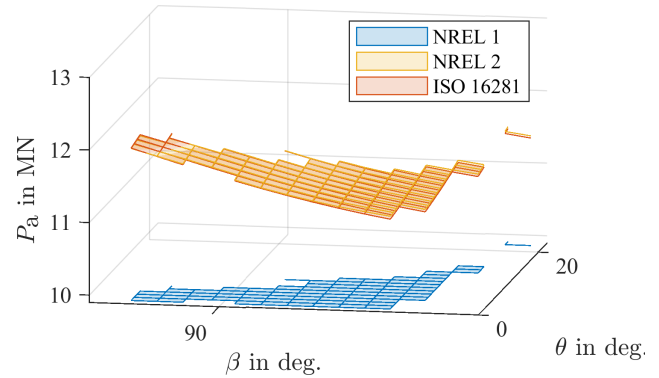 NREL 1
NREL 2
ISO 16281
13
12
11
10
Pa in MN
90
β in deg.
20
0
θ in deg.